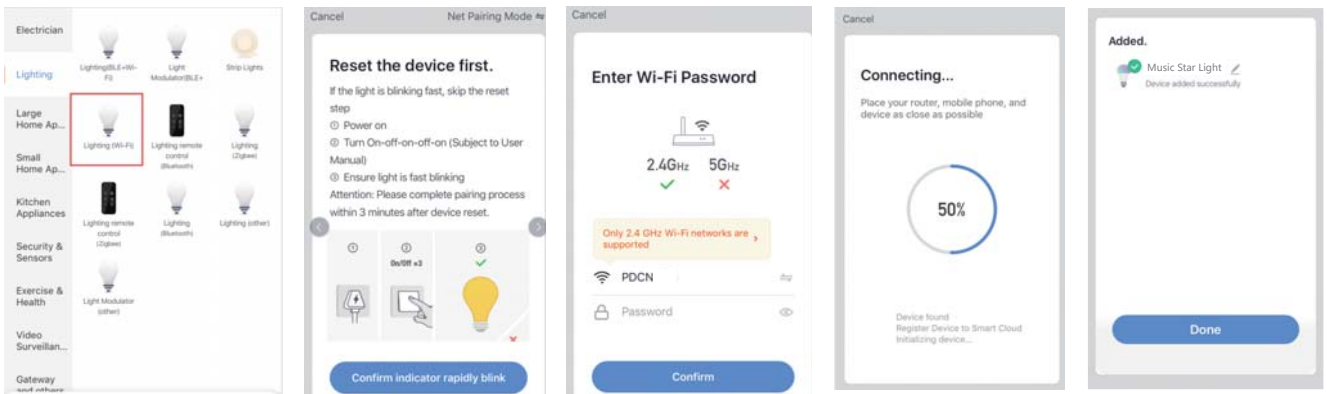 Electrician
Lighting
Large
Home Ap...
Small
Home Ap...
Kitchen
Appliances
Security &
Sensors
Exercise &
Health
Video
Surveillan...
Gateway
and others
Lighting(BLE+Wi-
Fi)
Light
Modulator(BLE+
Strip Lights
Lighting (Wi-Fi)
Lighting remote
control
(Bluetooth)
Lighting
(Zigbee)
Lighting remote
control
(Zigbee)
Lighting
(Bluetooth)
Lighting (other)
Light Modulator
(other)
Cancel Net Pairing Mode
Reset the device first.
If the light is blinking fast, skip the reset
step
① Power on
② Turn On-off-on-off-on (Subject to User
Manual)
③ Ensure light is fast blinking
Attention: Please complete pairing process
within 3 minutes after device reset.
① ② ③
On/Off ×3
Confirm indicator rapidly blink
Cancel
Enter Wi-Fi Password
2.4GHz 5GHz
Only 2.4 GHz Wi-Fi networks are
supported
PDCN
Password
Confirm
Cancel
Connecting...
Place your router, mobile phone, and
device as close as possible
50%
Device found
Register Device to Smart Cloud
Initializing device...
Added.
Music Star Light
Device added successfully
Done